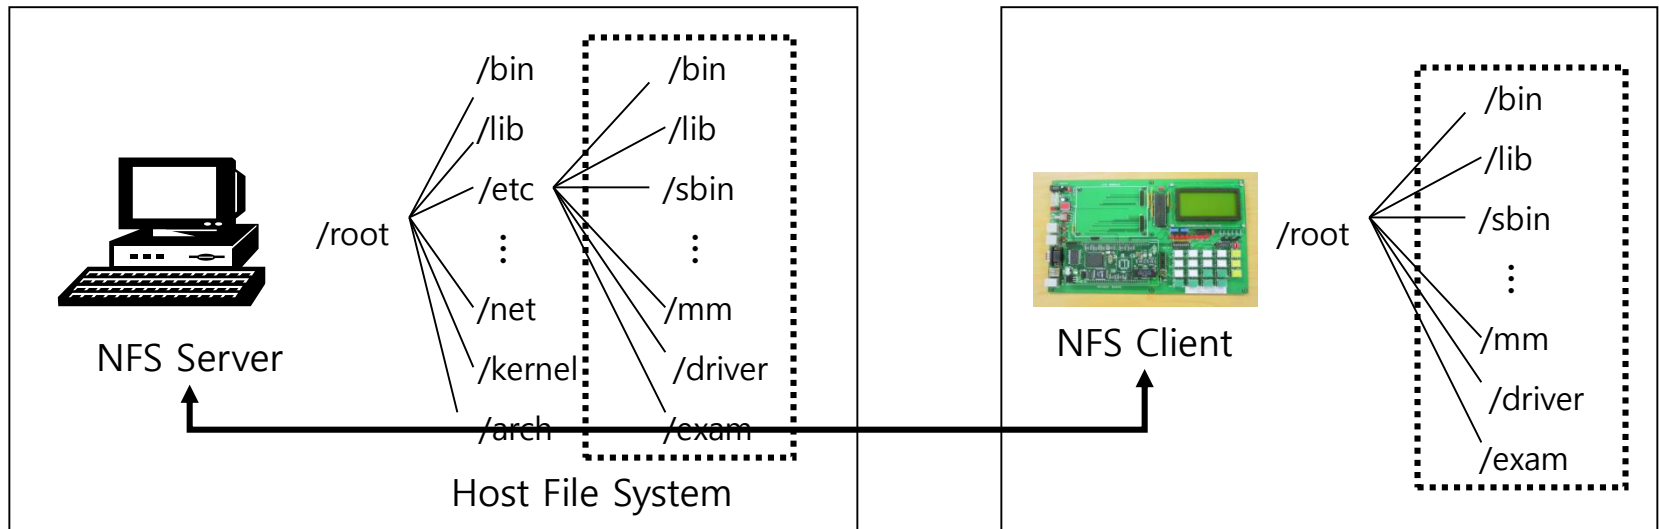 /bin
/lib
/etc
⋮
/net
/kernel
/arch
/root
/bin
/lib
/sbin
⋮
/mm
/driver
/exam
NFS Server
Host File System
/root
/bin
/lib
/sbin
⋮
/mm
/driver
/exam
NFS Client